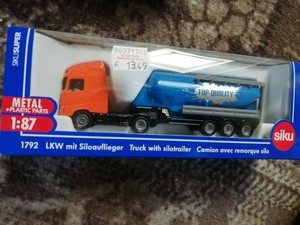 SIKU SUPER
80091702
€ 13.49
METAL
+PLASTIC PARTS
1:87
TOP QUALITY
siku
1792 LKW mit Siloauflieger Truck with silotrailer Camion avec remorque silo